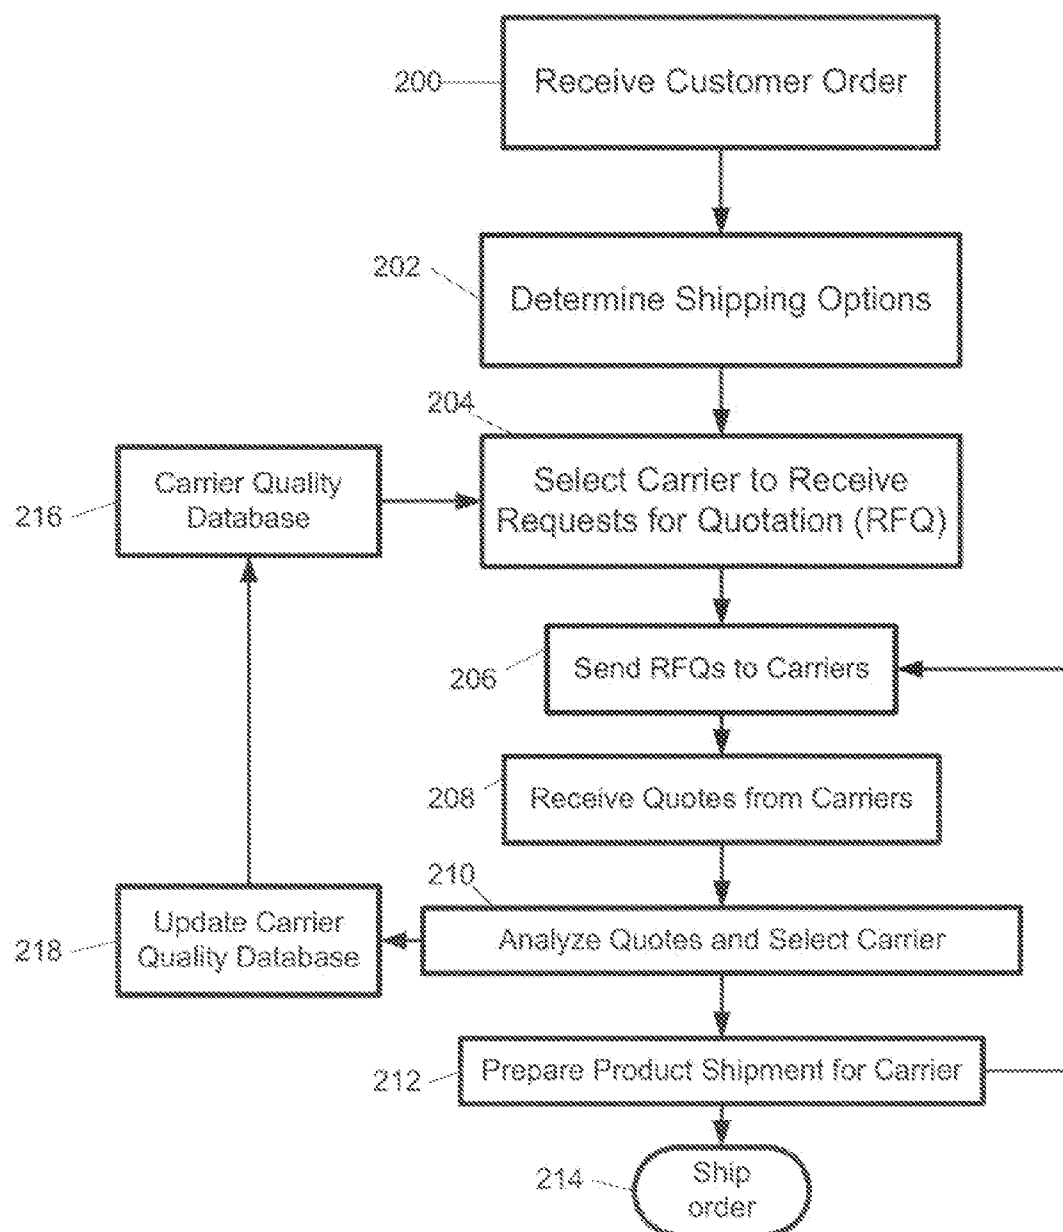 200
Receive Customer Order
202
Determine Shipping Options
204
Select Carrier to Receive
Requests for Quotation (RFQ)
216
Carrier Quality
Database
206
Send RFQs to Carriers
208
Receive Quotes from Carriers
210
Analyze Quotes and Select Carrier
218
Update Carrier
Quality Database
212
Prepare Product Shipment for Carrier
214
Ship
order